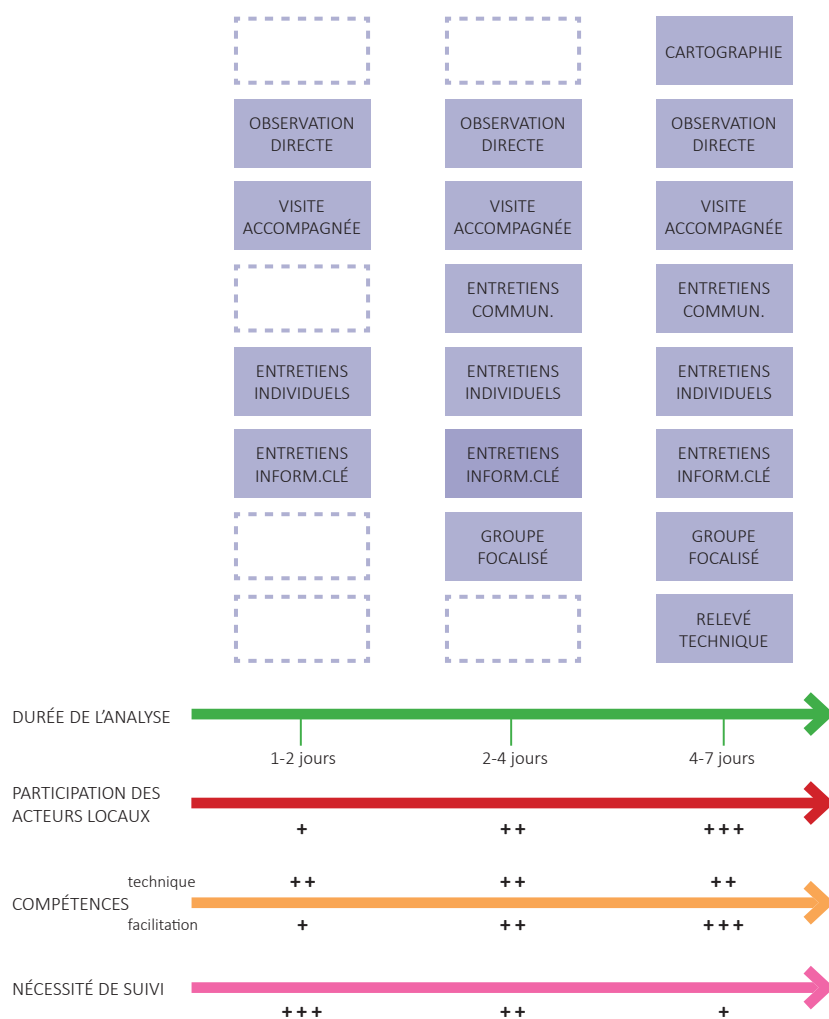 CARTOGRAPHIE
OBSERVATION
DIRECTE
OBSERVATION
DIRECTE
OBSERVATION
DIRECTE
VISITE
ACCOMPAGNÉE
VISITE
ACCOMPAGNÉE
VISITE
ACCOMPAGNÉE
ENTRETIENS
COMMUN.
ENTRETIENS
COMMUN.
ENTRETIENS
INDIVIDUELS
ENTRETIENS
INDIVIDUELS
ENTRETIENS
INDIVIDUELS
ENTRETIENS
INFORM.CLÉ
ENTRETIENS
INFORM.CLÉ
ENTRETIENS
INFORM.CLÉ
GROUPE
FOCALISÉ
GROUPE
FOCALISÉ
RELEVÉ
TECHNIQUE
DURÉE DE L’ANALYSE
1-2 jours
2-4 jours
4-7 jours
PARTICIPATION DES
ACTEURS LOCAUX
+
++
+++
technique
++
++
++
COMPÉTENCES
facilitation
+
++
+++
NÉCESSITÉ DE SUIVI
+++
++
+